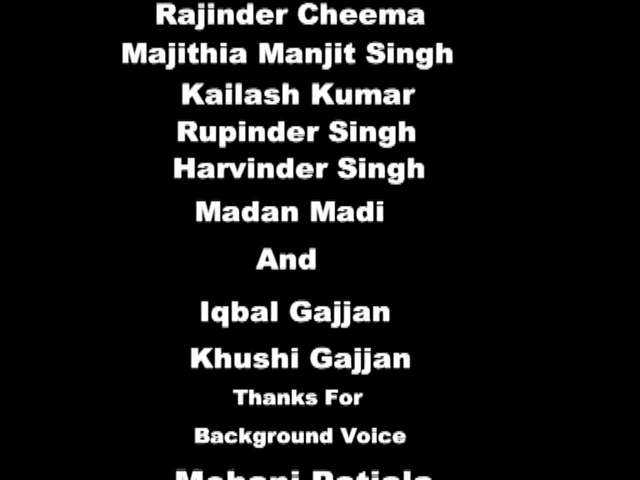 Rajinder Cheema
Majithia Manjit Singh
Kailash Kumar
Rupinder Singh
Harvinder Singh
Madan Madi
And
Iqbal Gajjan
Khushi Gajjan
Thanks For
Background Voice